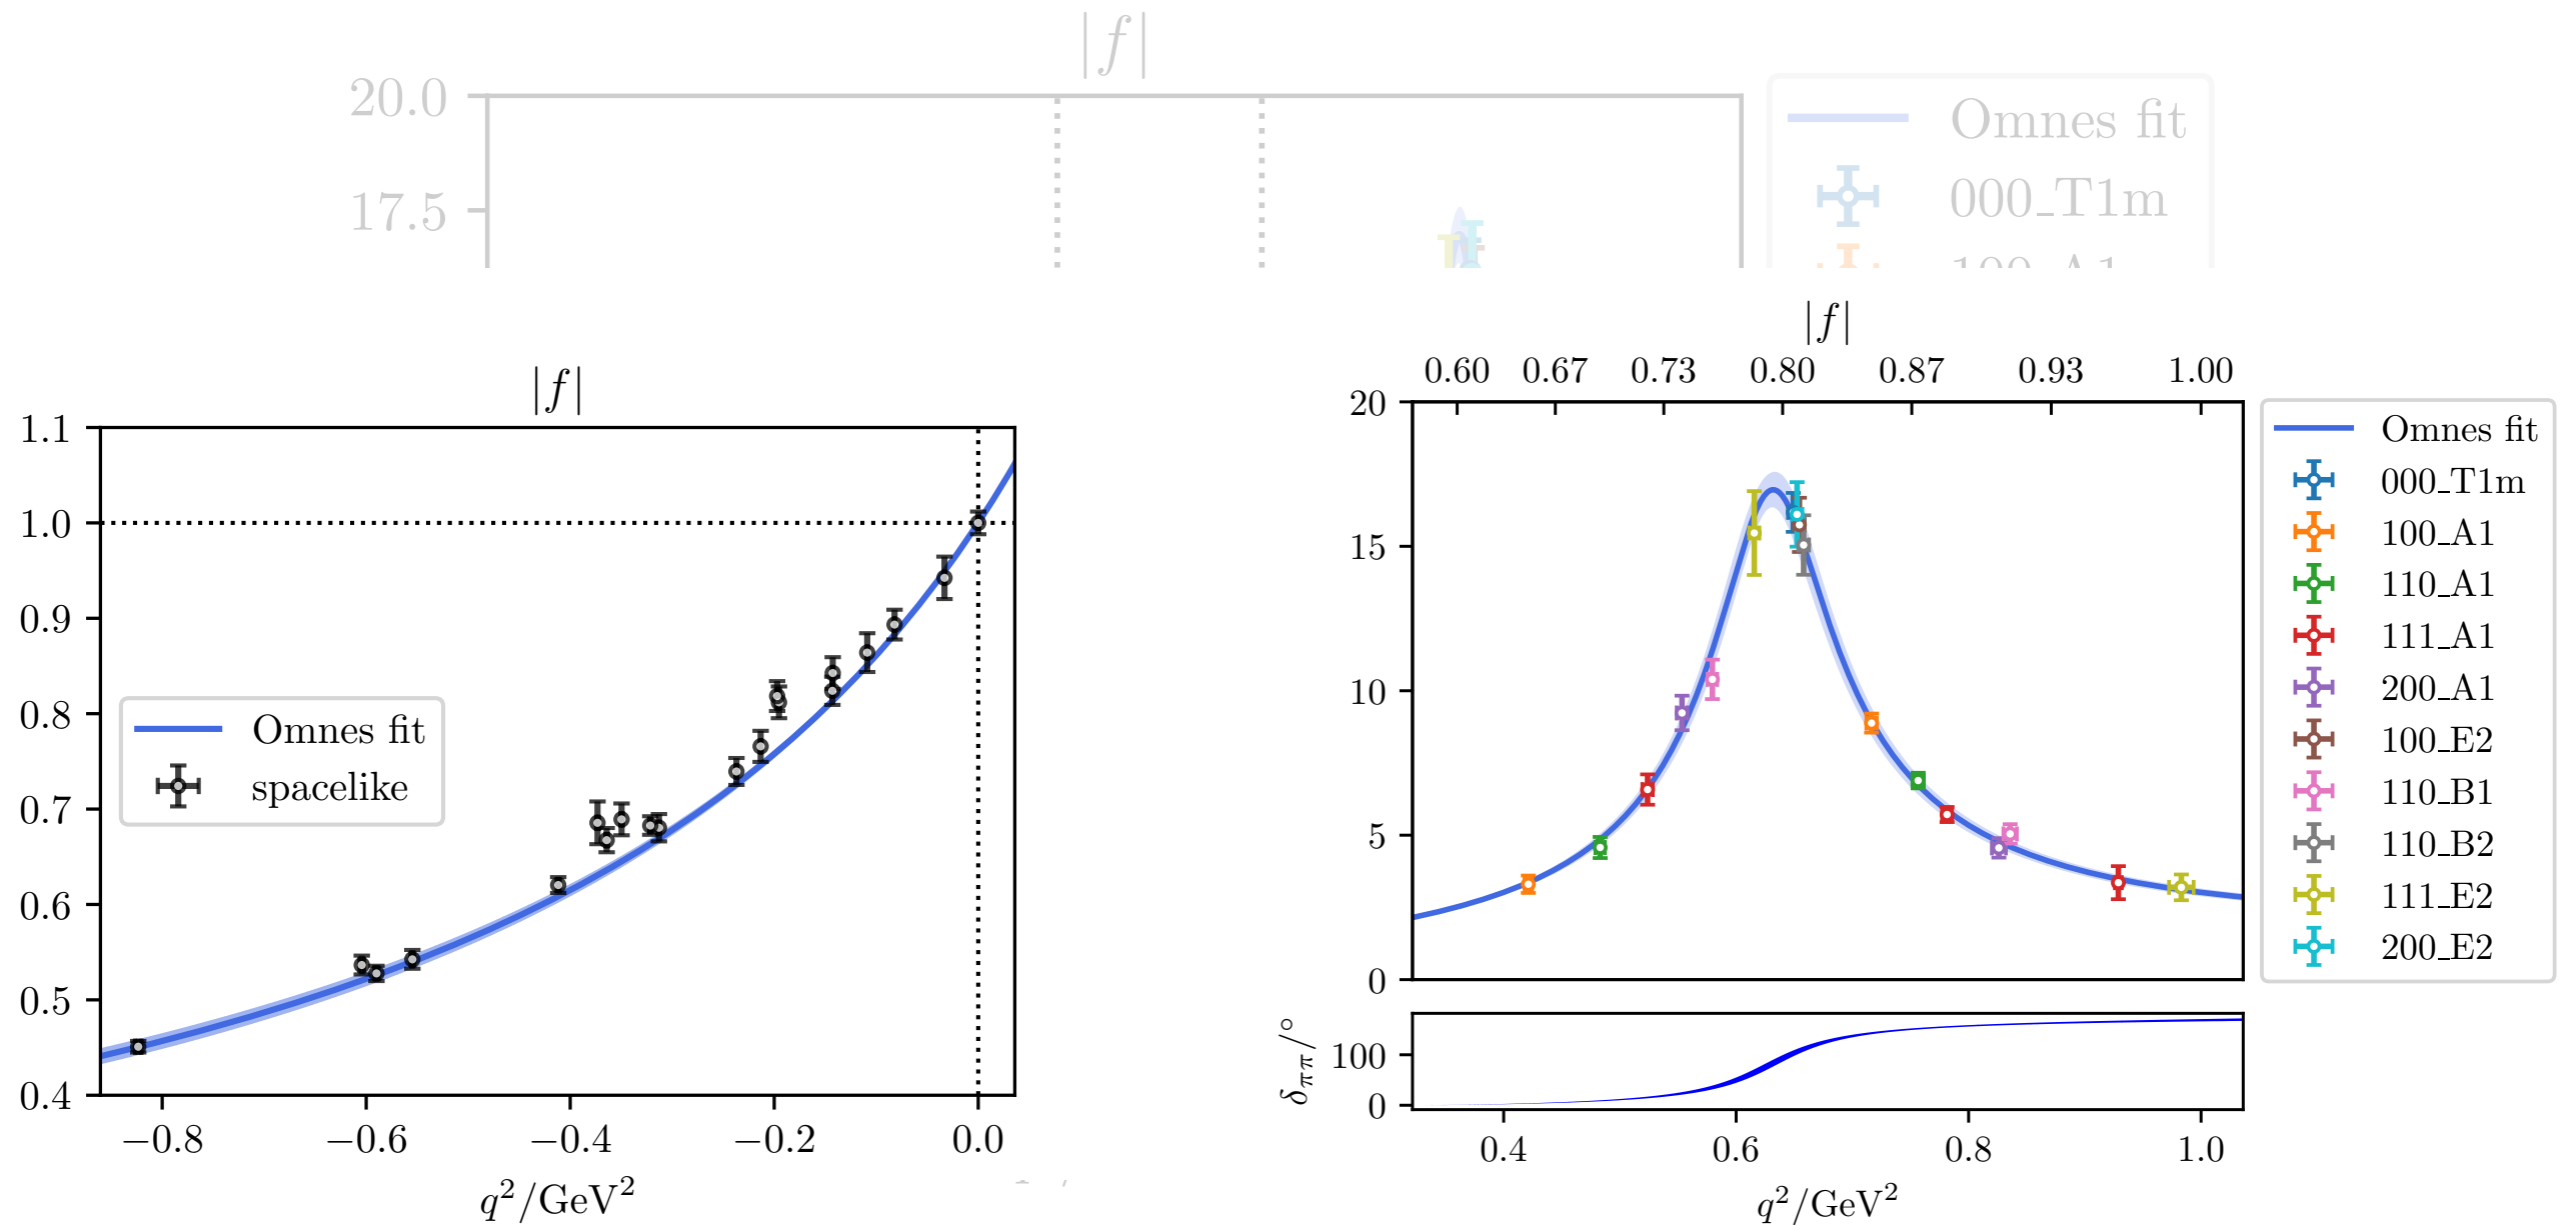 |f|
20.0
17.5
Omnes fit
000_T1m
|f|
1.1
1.0
0.9
0.8
0.7
0.6
0.5
0.4
Omnes fit
spacelike
−0.8 −0.6 −0.4 −0.2 0.0
q²/GeV²
|f|
0.60 0.67 0.73 0.80 0.87 0.93 1.00
20
15
10
5
0
Omnes fit
000_T1m
100_A1
110_A1
111_A1
200_A1
100_E2
110_B1
110_B2
111_E2
200_E2
δππ/°
100
0
0.4 0.6 0.8 1.0
q²/GeV²